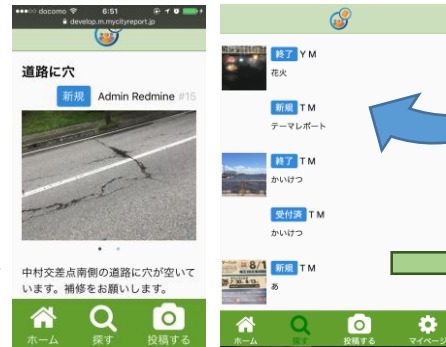 docomo 6:51
develop.m.mycityreport.jp
道路に穴
新規 Admin Redmine #15
中村交差点南側の道路に穴が空いて
います。補修をお願いします。
ホーム 探す 投稿する
終了 Y M
花火
新規 T M
テーマレポート
終了 T M
かいけつ
受付済 T M
かいけつ
8/1
新規 T M
あ
ホーム 探す 投稿する マイページ